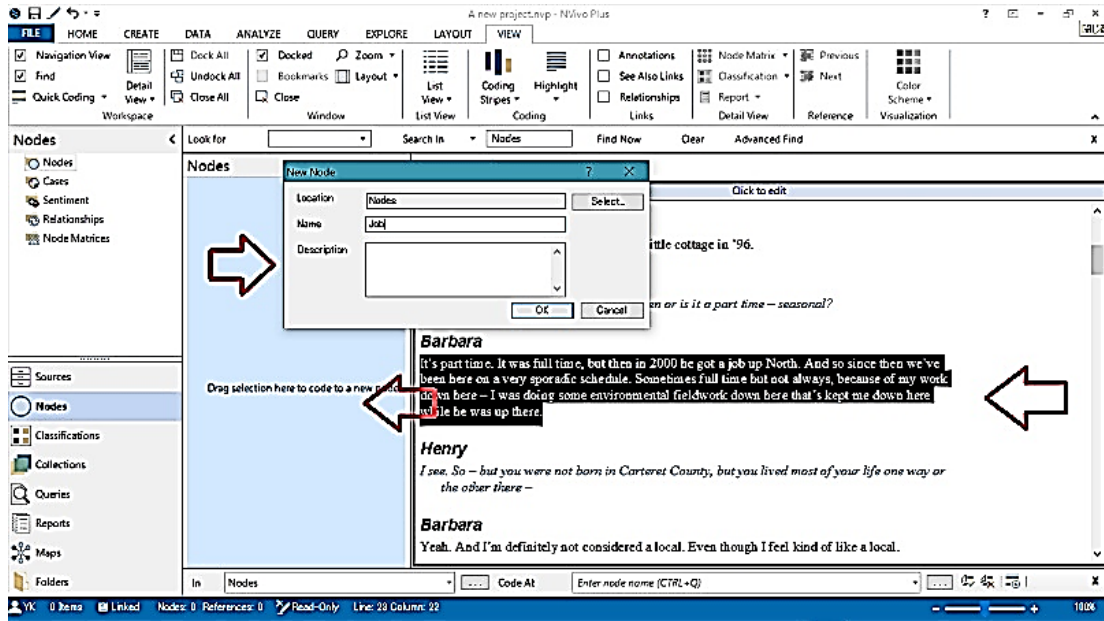 A new project.nvp - NVivo Plus
FILE HOME CREATE DATA ANALYZE QUERY EXPLORE LAYOUT VIEW
Navigation View
Find
Quick Coding
Detail View
Workspace
Dock All
Undock All
Close All
Docked
Bookmarks
Close
Zoom
Layout
Window
List View
List View
Coding Stripes
Highlight
Coding
Annotations
See Also Links
Relationships
Links
Node Matrix
Classification
Report
Detail View
Previous
Next
Reference
Color Scheme
Visualization
Nodes
Look for
Search In
Nodes
Find Now
Clear
Advanced Find
Nodes
Cases
Sentiment
Relationships
Node Matrices
Sources
Nodes
Classifications
Collections
Queries
Reports
Maps
Folders
Nodes
New Node
Location
Nodes
Select...
Name
Job
Description
OK
Cancel
Drag selection here to code to a new
Click to edit
cottage in '96.
or is it a part time – seasonal?
Barbara
It's part time. It was full time, but then in 2000 he got a job up North. And so since then we've
been here on a very sporadic schedule. Sometimes full time but not always, because of my work
down here – I was doing some environmental fieldwork down here that's kept me down here
while he was up there.
Henry
I see. So – but you were not born in Carteret County, but you lived most of your life one way or
the other there –
Barbara
Yeah. And I'm definitely not considered a local. Even though I feel kind of like a local.
In Nodes
Code At
Enter node name (CTRL+Q)
YK 0 Items Linked Nodes: 0 References: 0 Read-Only Line: 23 Column: 22
100%